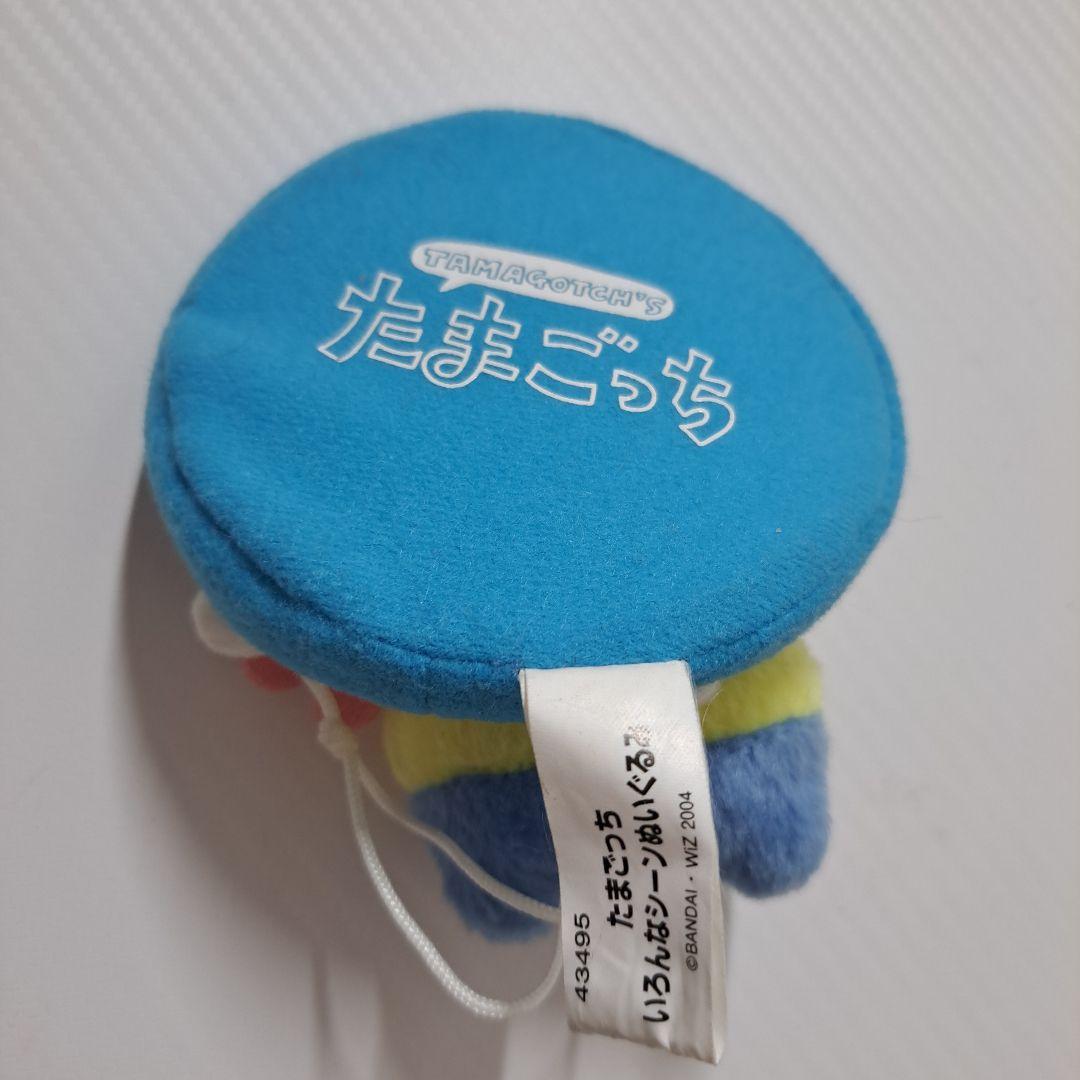 TAMAGOTCH'S
たまごっち
43495
たまごっち
いろんなシーンぬいぐるみ
©BANDAI・WiZ 2004